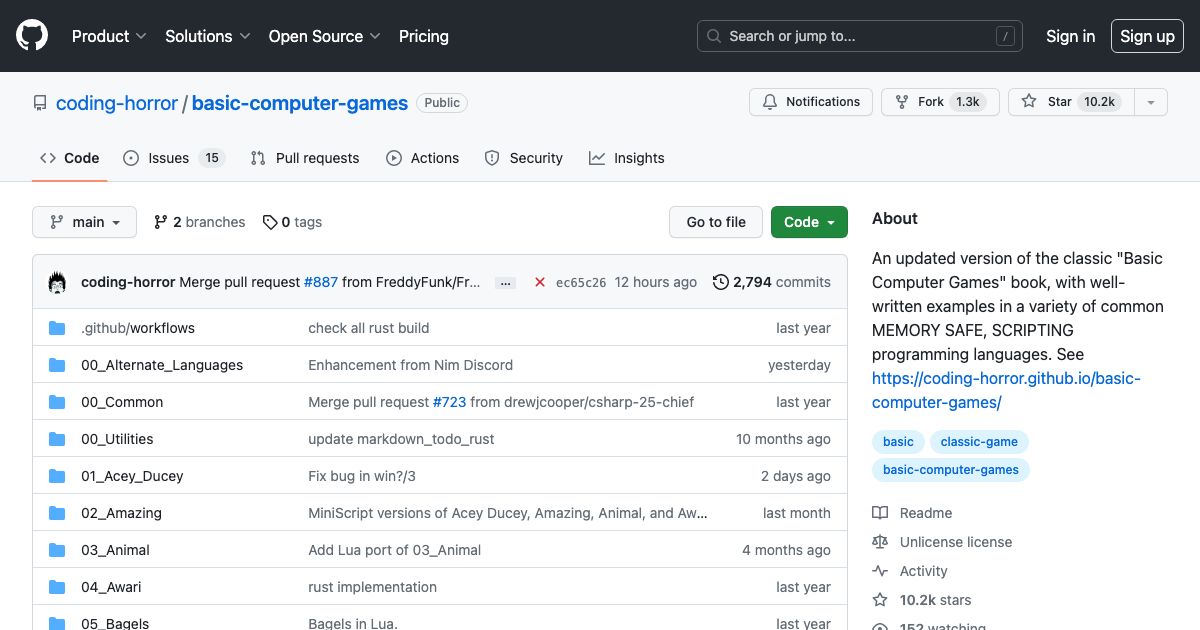 Product Solutions Open Source Pricing Search or jump to... / Sign in Sign up
coding-horror / basic-computer-games Public Notifications Fork 1.3k Star 10.2k
Code Issues 15 Pull requests Actions Security Insights
main 2 branches 0 tags Go to file Code
coding-horror Merge pull request #887 from FreddyFunk/Fr... ... ec65c26 12 hours ago 2,794 commits
.github/workflows check all rust build last year
00_Alternate_Languages Enhancement from Nim Discord yesterday
00_Common Merge pull request #723 from drewjcooper/csharp-25-chief last year
00_Utilities update markdown_todo_rust 10 months ago
01_Acey_Ducey Fix bug in win?/3 2 days ago
02_Amazing MiniScript versions of Acey Ducey, Amazing, Animal, and Aw... last month
03_Animal Add Lua port of 03_Animal 4 months ago
04_Awari rust implementation last year
05_Bagels Bagels in Lua. last year
About
An updated version of the classic "Basic
Computer Games" book, with well-
written examples in a variety of common
MEMORY SAFE, SCRIPTING
programming languages. See
https://coding-horror.github.io/basic-
computer-games/
basic classic-game
basic-computer-games
Readme
Unlicense license
Activity
10.2k stars
152 watching